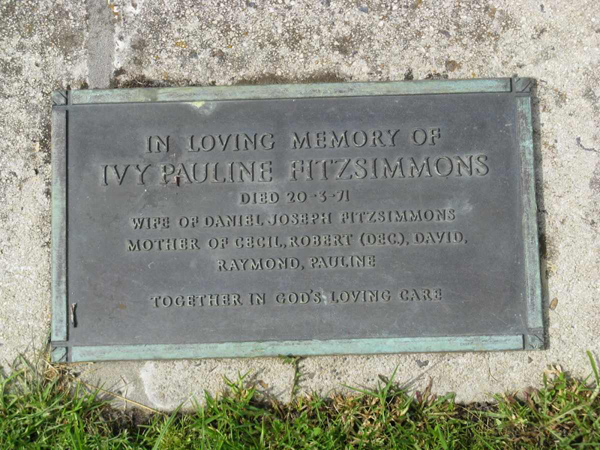 IN LOVING MEMORY OF
IVY PAULINE FITZSIMMONS
DIED 20-3-71
WIFE OF DANIEL JOSEPH FITZSIMMONS
MOTHER OF CECIL, ROBERT (DEC.), DAVID,
RAYMOND, PAULINE
TOGETHER IN GOD'S LOVING CARE